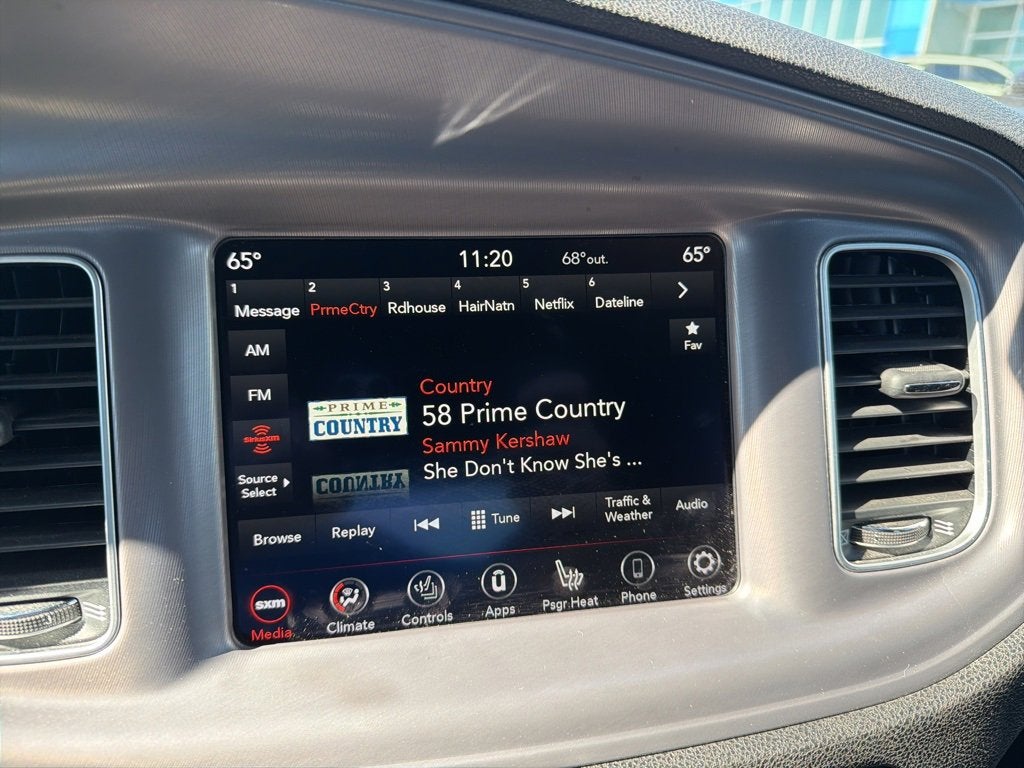 65° 11:20 68° out. 65°
1 2 3 4 5 6
Message PrmeCtry Rdhouse HairNatn Netflix Dateline
AM
Fav
FM
SiriusXM
Source
Select
PRIME
COUNTRY
Country
58 Prime Country
Sammy Kershaw
She Don't Know She's ...
COUNTRY
Browse Replay Tune Traffic &
Weather Audio
sxm
Media Climate Controls Apps Psgr.Heat Phone Settings